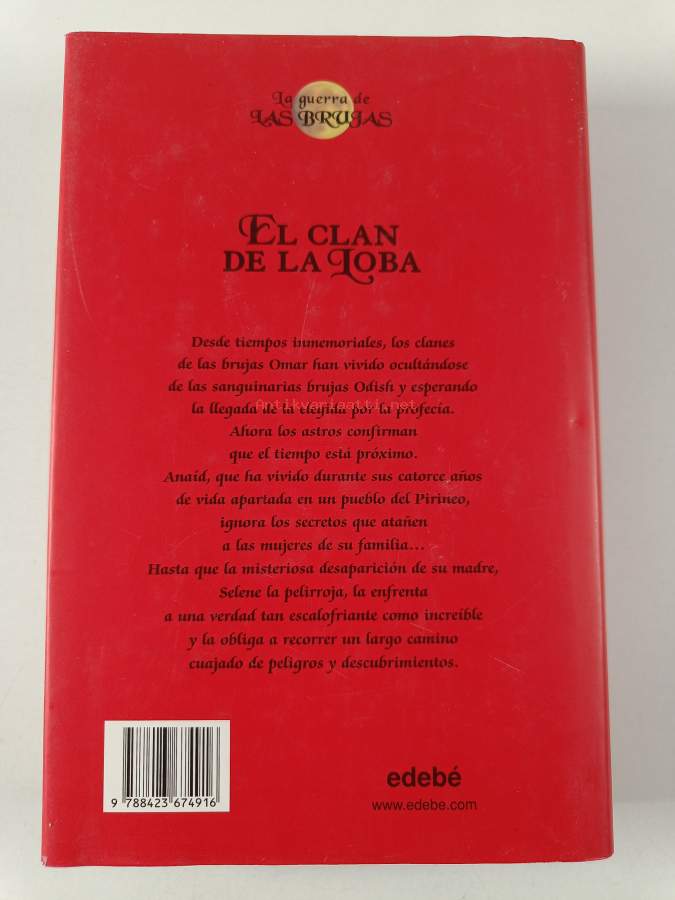 La guerra de
LAS BRUJAS
EL CLAN
DE LA LOBA
Desde tiempos inmemoriales, los clanes
de las brujas Omar han vivido ocultándose
de las sanguinarias brujas Odish y esperando
la llegada de la elegida por la profecía.
Antikvariaatti.net
Ahora los astros confirman
que el tiempo está próximo.
Anaíd, que ha vivido durante sus catorce años
de vida apartada en un pueblo del Pirineo,
ignora los secretos que atañen
a las mujeres de su familia...
Hasta que la misteriosa desaparición de su madre,
Selene la pelirroja, la enfrenta
a una verdad tan escalofriante como increíble
y la obliga a recorrer un largo camino
cuajado de peligros y descubrimientos.
9 788423 674916
edebé
www.edebe.com